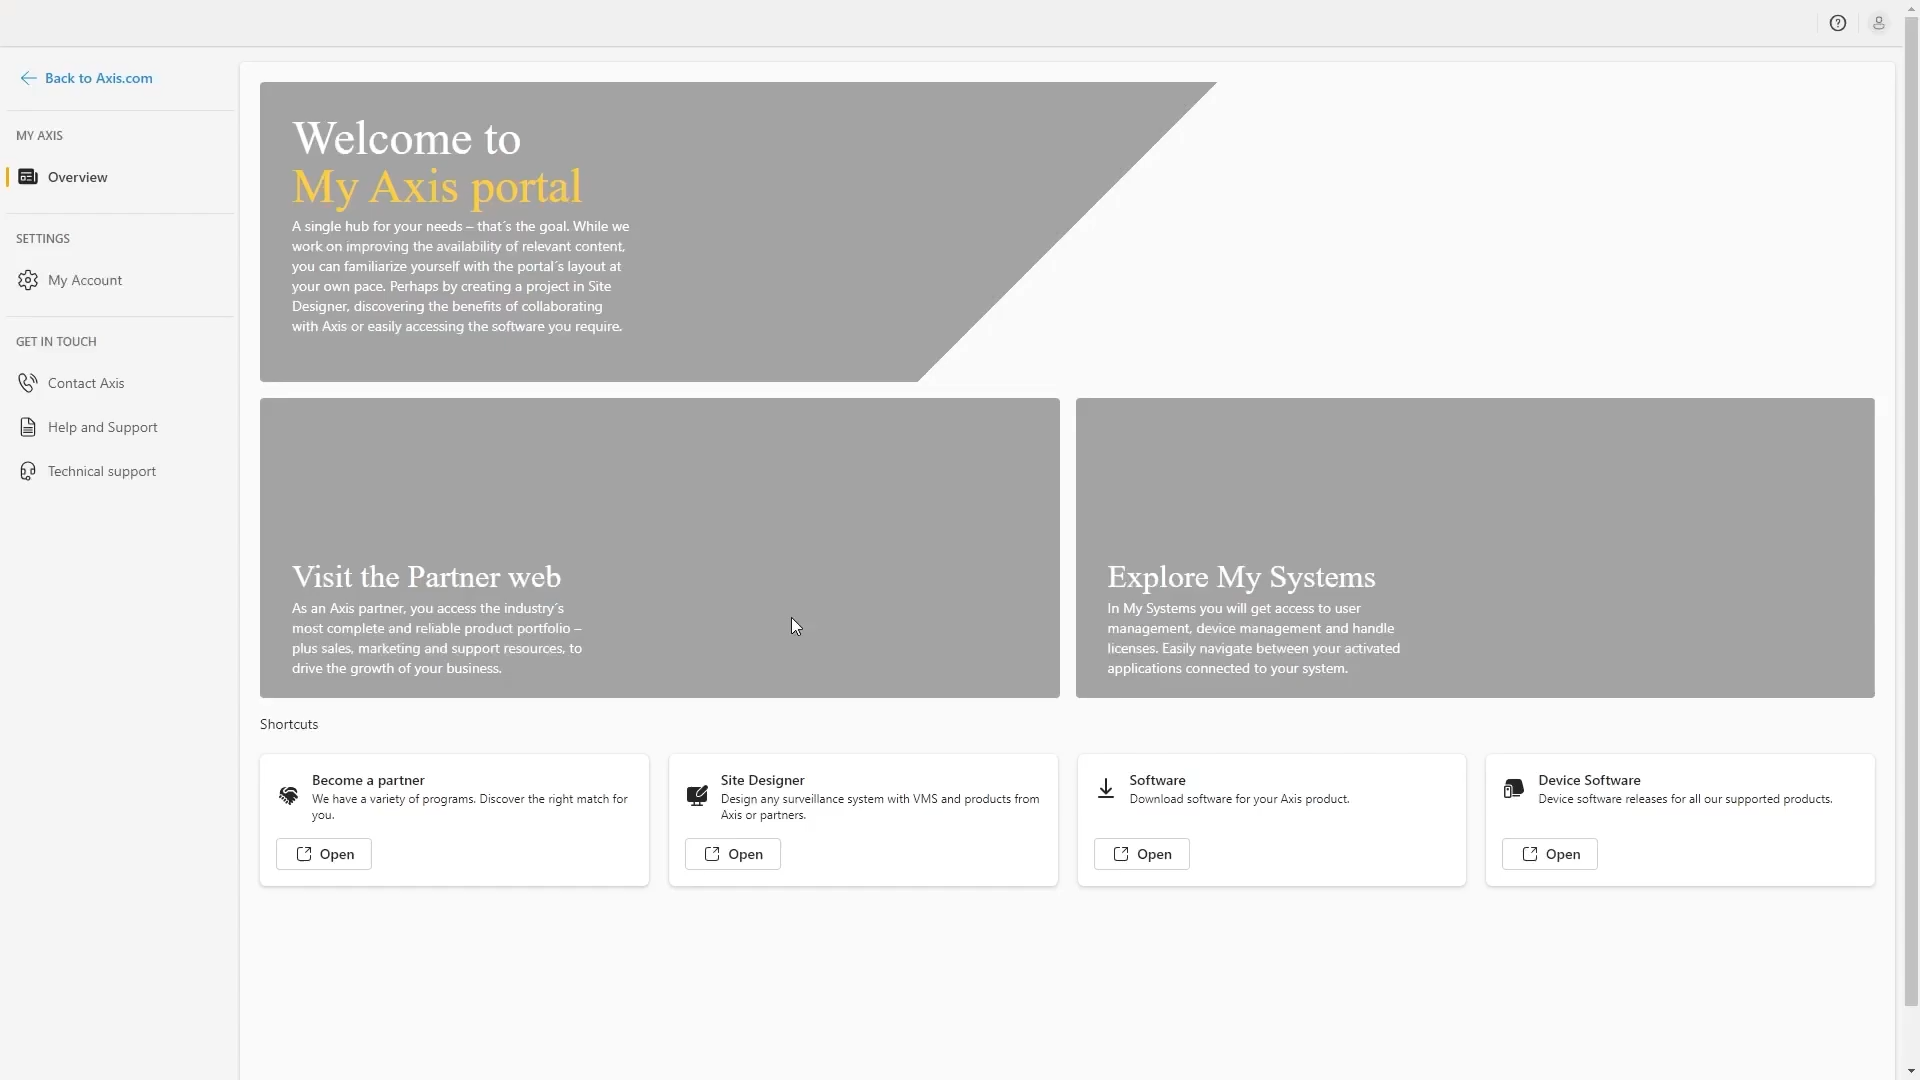 Back to Axis.com
MY AXIS
Overview
SETTINGS
My Account
GET IN TOUCH
Contact Axis
Help and Support
Technical support
Welcome to
My Axis portal
A single hub for your needs – that´s the goal. While we
work on improving the availability of relevant content,
you can familiarize yourself with the portal´s layout at
your own pace. Perhaps by creating a project in Site
Designer, discovering the benefits of collaborating
with Axis or easily accessing the software you require.
Visit the Partner web
As an Axis partner, you access the industry´s
most complete and reliable product portfolio –
plus sales, marketing and support resources, to
drive the growth of your business.
Explore My Systems
In My Systems you will get access to user
management, device management and handle
licenses. Easily navigate between your activated
applications connected to your system.
Shortcuts
Become a partner
We have a variety of programs. Discover the right match for
you.
Open
Site Designer
Design any surveillance system with VMS and products from
Axis or partners.
Open
Software
Download software for your Axis product.
Open
Device Software
Device software releases for all our supported products.
Open